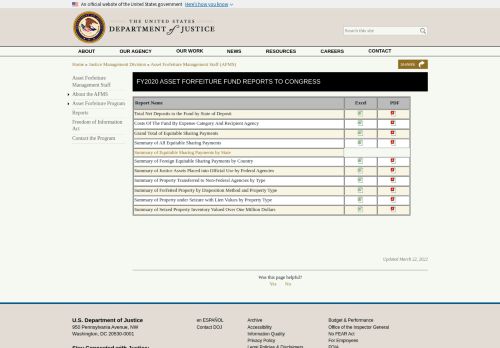 An official website of the United States government
Here's how you know
THE UNITED STATES
DEPARTMENT of JUSTICE
Search this site
ABOUT
OUR AGENCY
OUR WORK
NEWS
RESOURCES
CAREERS
CONTACT
Home » Justice Management Division » Asset Forfeiture Management Staff (AFMS)
SHARE
Asset Forfeiture Management Staff
About the AFMS
Asset Forfeiture Program
Reports
Freedom of Information Act
Contact the Program
FY2020 ASSET FORFEITURE FUND REPORTS TO CONGRESS
Report Name Excel PDF
Total Net Deposits to the Fund by State of Deposit
Costs Of The Fund By Expense Category And Recipient Agency
Grand Total of Equitable Sharing Payments
Summary of All Equitable Sharing Payments
Summary of Equitable Sharing Payments by State
Summary of Foreign Equitable Sharing Payments by Country
Summary of Justice Assets Placed into Official Use by Federal Agencies
Summary of Property Transferred to Non-Federal Agencies by Type
Summary of Forfeited Property by Disposition Method and Property Type
Summary of Property under Seizure with Lien Values by Property Type
Summary of Seized Property Inventory Valued Over One Million Dollars
Updated March 22, 2022
Was this page helpful?
Yes No
U.S. Department of Justice
950 Pennsylvania Avenue, NW
Washington, DC 20530-0001
Stay Connected with Justice:
en ESPAÑOL
Contact DOJ
Archive
Accessibility
Information Quality
Privacy Policy
Legal Policies & Disclaimers
Budget & Performance
Office of the Inspector General
No FEAR Act
For Employees
FOIA